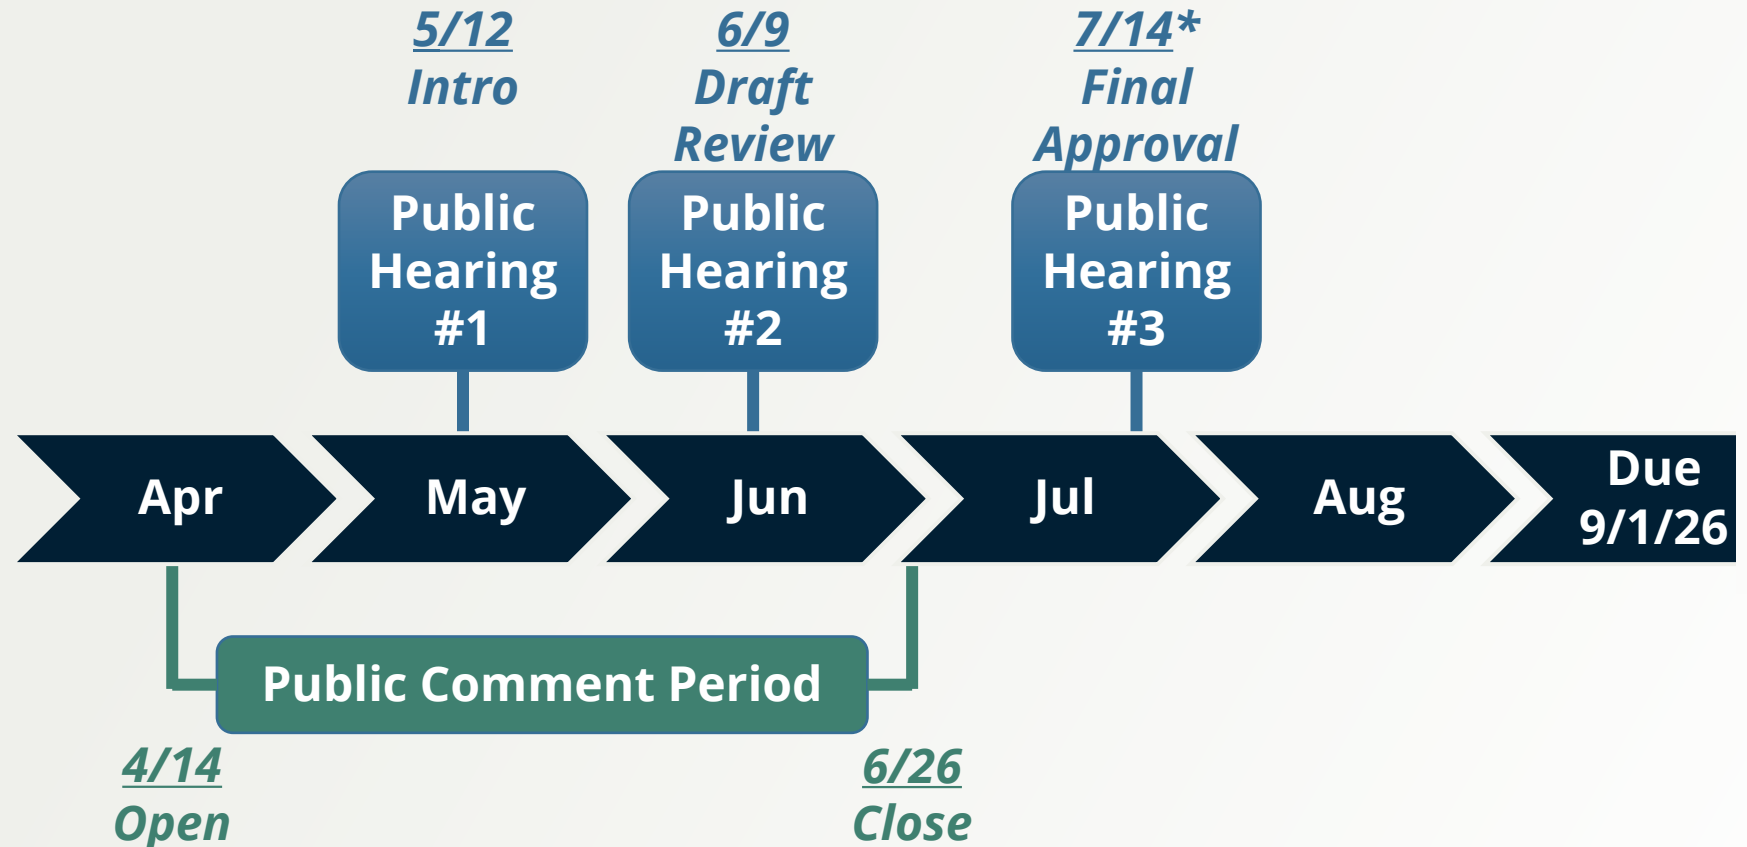 5/12
Intro
6/9
Draft
Review
7/14*
Final
Approval
Public
Hearing
#1
Public
Hearing
#2
Public
Hearing
#3
Apr
May
Jun
Jul
Aug
Due
9/1/26
Public Comment Period
4/14
Open
6/26
Close